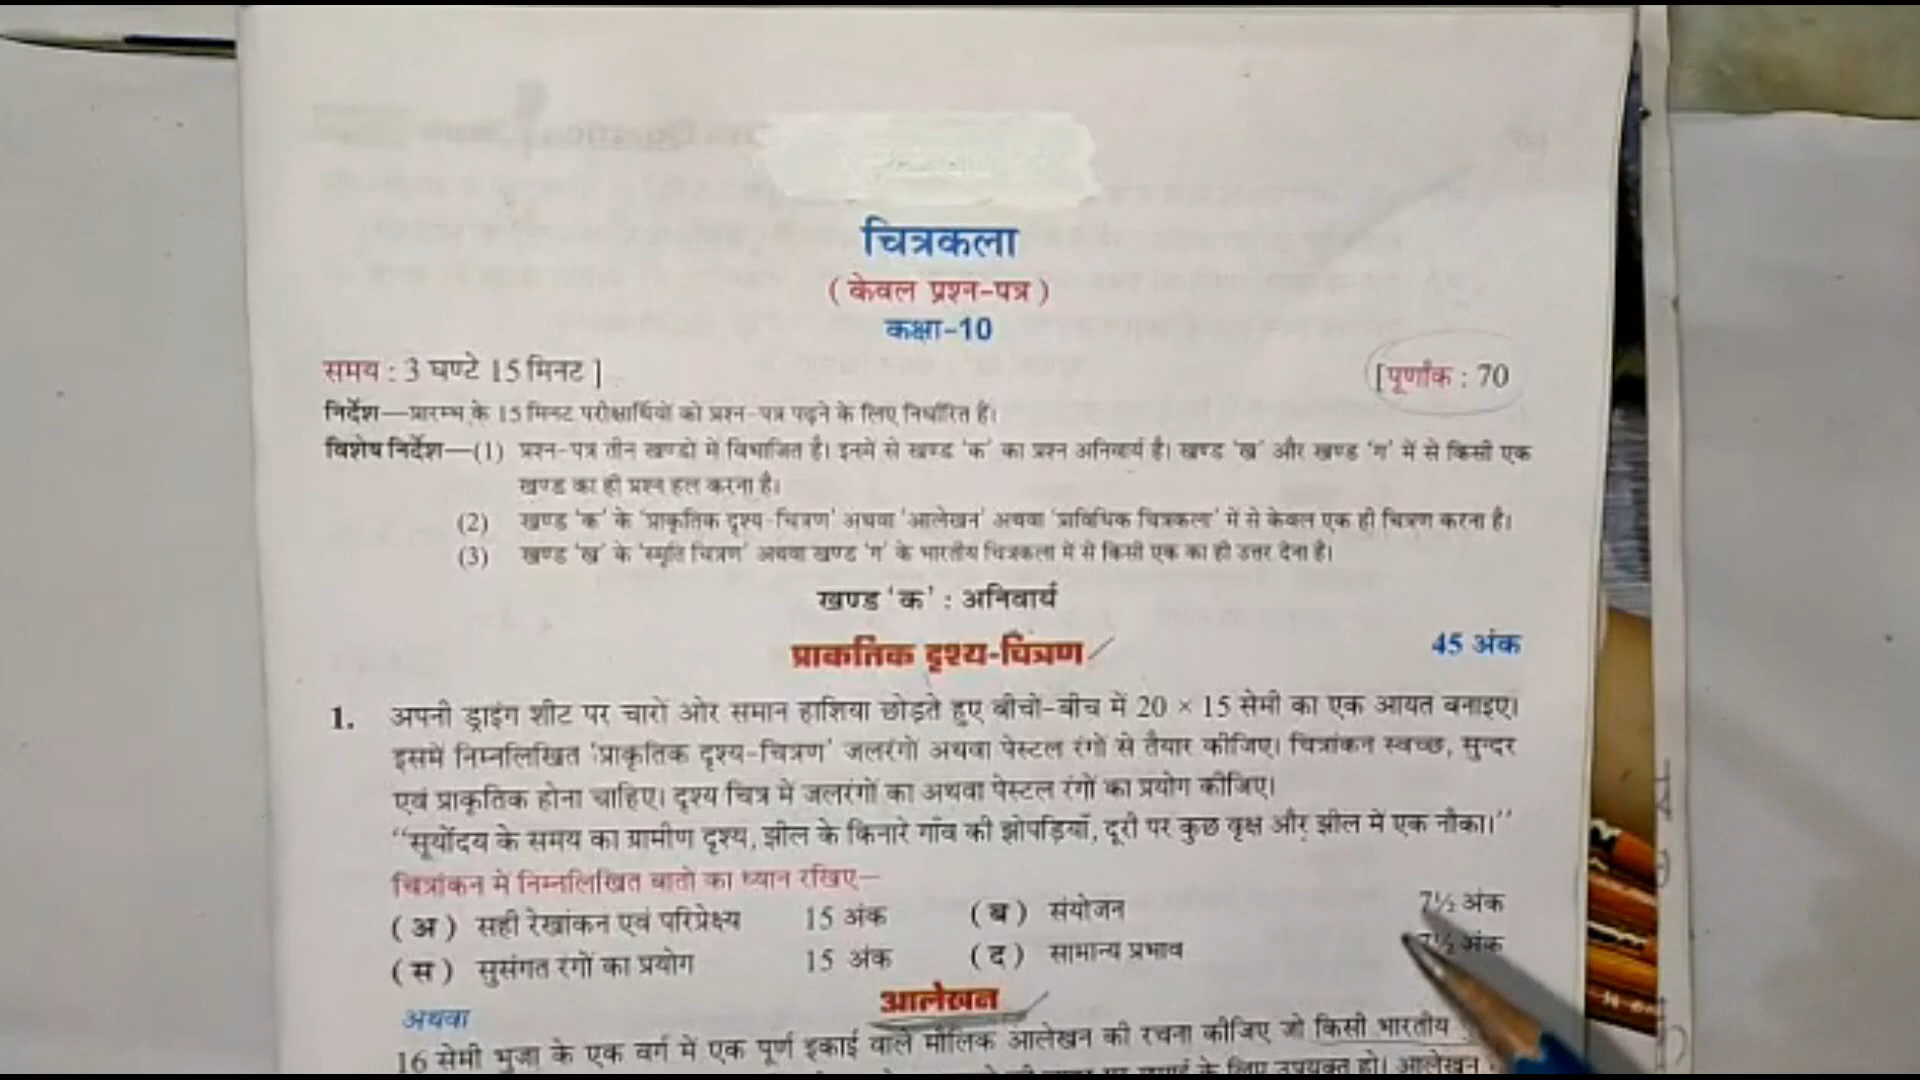 चित्रकला
( केवल प्रश्न-पत्र )
कक्षा-10
समय : 3 घण्टे 15 मिनट ]
[पूर्णांक : 70
निर्देश—प्रारम्भ के 15 मिनट परीक्षार्थियों को प्रश्न-पत्र पढ़ने के लिए निर्धारित हैं।
विशेष निर्देश—(1) प्रश्न-पत्र तीन खण्डों में विभाजित है। इनमें से खण्ड 'क' का प्रश्न अनिवार्य है। खण्ड 'ख' और खण्ड 'ग' में से किसी एक
खण्ड का ही प्रश्न हल करना है।
(2) खण्ड 'क' के 'प्राकृतिक दृश्य-चित्रण' अथवा 'आलेखन' अथवा 'प्राविधिक चित्रकला' में से केवल एक ही चित्रण करना है।
(3) खण्ड 'ख' के 'स्मृति चित्रण' अथवा खण्ड 'ग' के भारतीय चित्रकला में से किसी एक का ही उत्तर देना है।
खण्ड 'क' : अनिवार्य
प्राकृतिक दृश्य-चित्रण
45 अंक
1. अपनी ड्राइंग शीट पर चारों ओर समान हाशिया छोड़ते हुए बीचों-बीच में 20 × 15 सेमी का एक आयत बनाइए।
इसमें निम्नलिखित 'प्राकृतिक दृश्य-चित्रण' जलरंगों अथवा पेस्टल रंगों से तैयार कीजिए। चित्रांकन स्वच्छ, सुन्दर
एवं प्राकृतिक होना चाहिए। दृश्य चित्र में जलरंगों का अथवा पेस्टल रंगों का प्रयोग कीजिए।
''सूर्योदय के समय का ग्रामीण दृश्य, झील के किनारे गाँव की झोपड़ियाँ, दूरी पर कुछ वृक्ष और झील में एक नौका।''
चित्रांकन में निम्नलिखित बातों का ध्यान रखिए—
( अ ) सही रेखांकन एवं परिप्रेक्ष्य 15 अंक ( ब ) संयोजन 7½ अंक
( स ) सुसंगत रंगों का प्रयोग 15 अंक ( द ) सामान्य प्रभाव 7½ अंक
आलेखन
अथवा
16 सेमी भुजा के एक वर्ग में एक पूर्ण इकाई वाले मौलिक आलेखन की रचना कीजिए जो किसी भारतीय
के लिए उपयुक्त हो। आलेखन